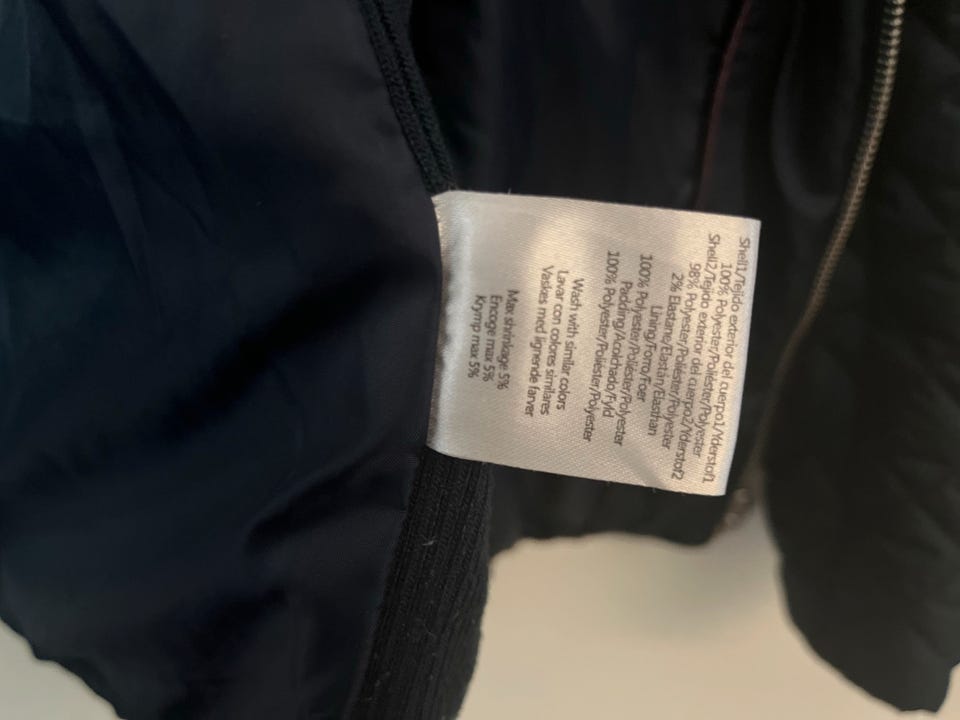 Shell1/Tejido exterior del cuerpo1/Yderstof1
100% Polyester/Poliéster/Polyester
Shell2/Tejido exterior del cuerpo2/Yderstof2
98% Polyester/Poliéster/Polyester
2% Elastane/Elastán/Elasthan
Lining/Forro/Foer
100% Polyester/Poliéster/Polyester
Padding/Acolchado/Fyld
100% Polyester/Poliéster/Polyester
Wash with similar colors
Lavar con colores similares
Vaskes med lignende farver
Max shrinkage 5%
Encoge max 5%
Krymp max 5%